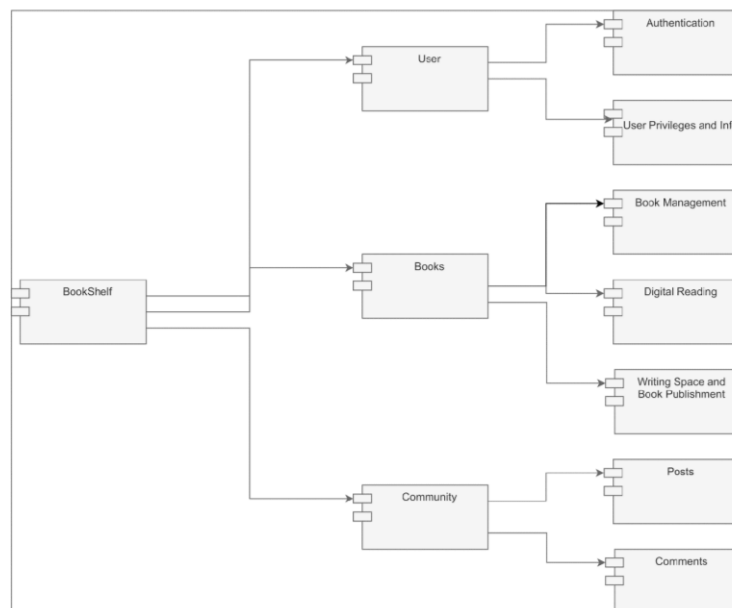 Authentication
User
User Privileges and Inf
Book Management
Books
BookShelf
Digital Reading
Writing Space and
Book Publishment
Posts
Community
Comments